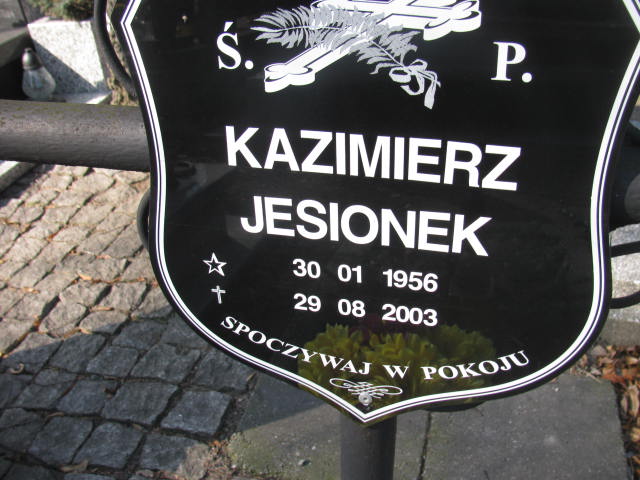 Ś. P.
KAZIMIERZ
JESIONEK
30 01 1956
29 08 2003
SPOCZYWAJ W POKOJU